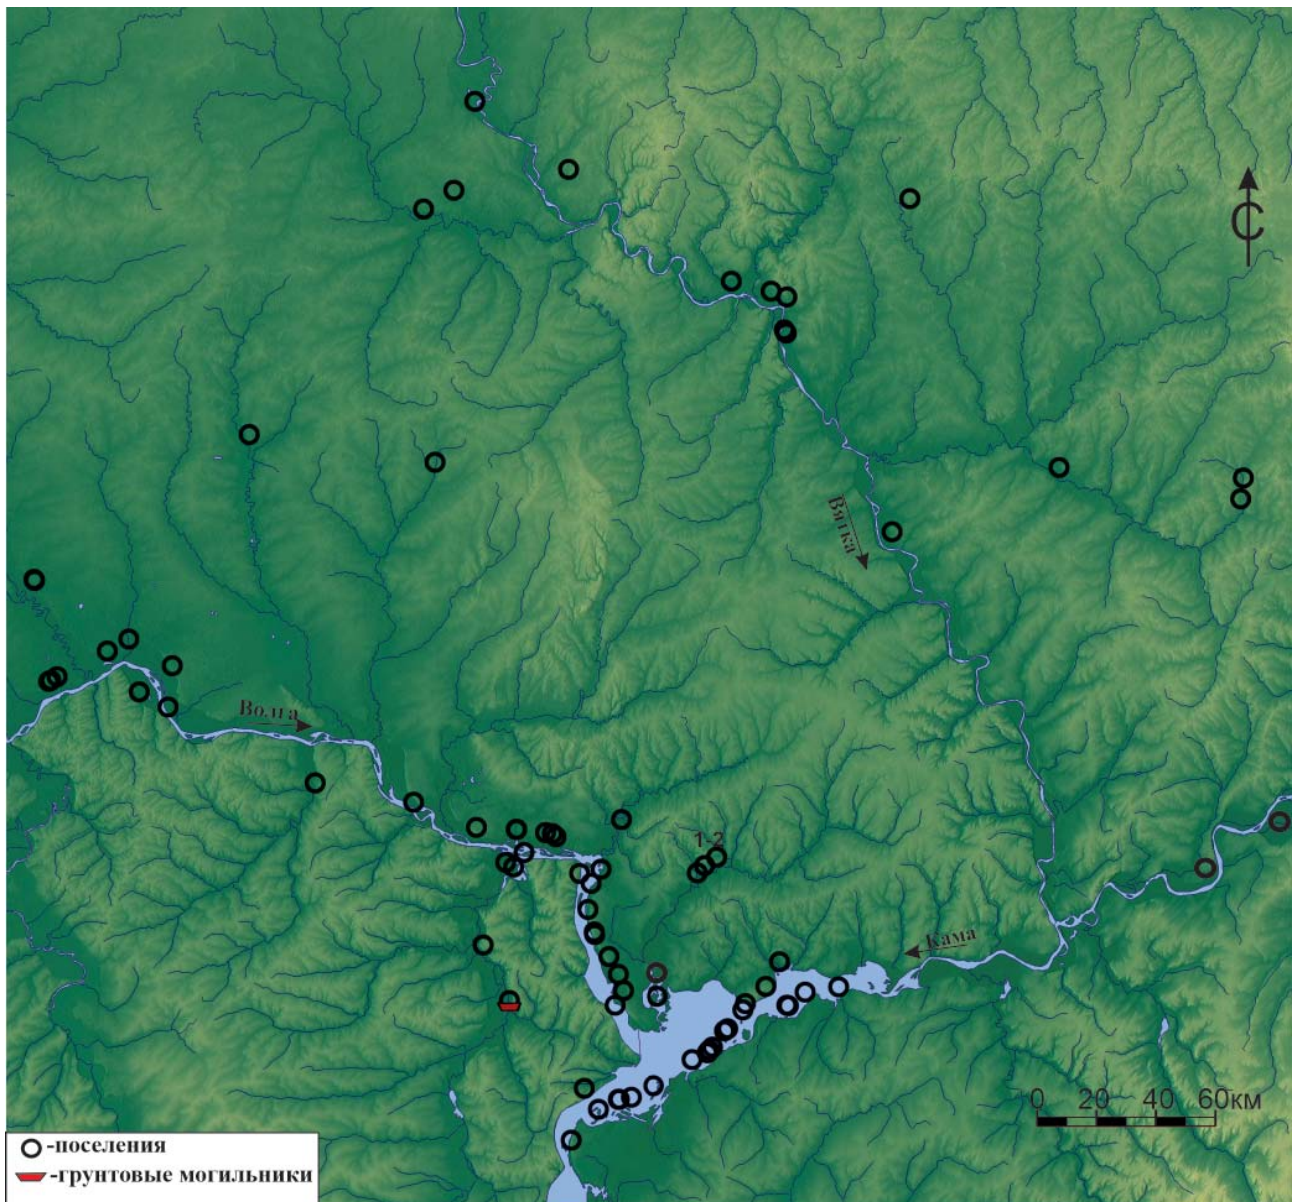 С
Вятка
Волга
1-2
Кама
0 20 40 60км
-поселения
-грунтовые могильники